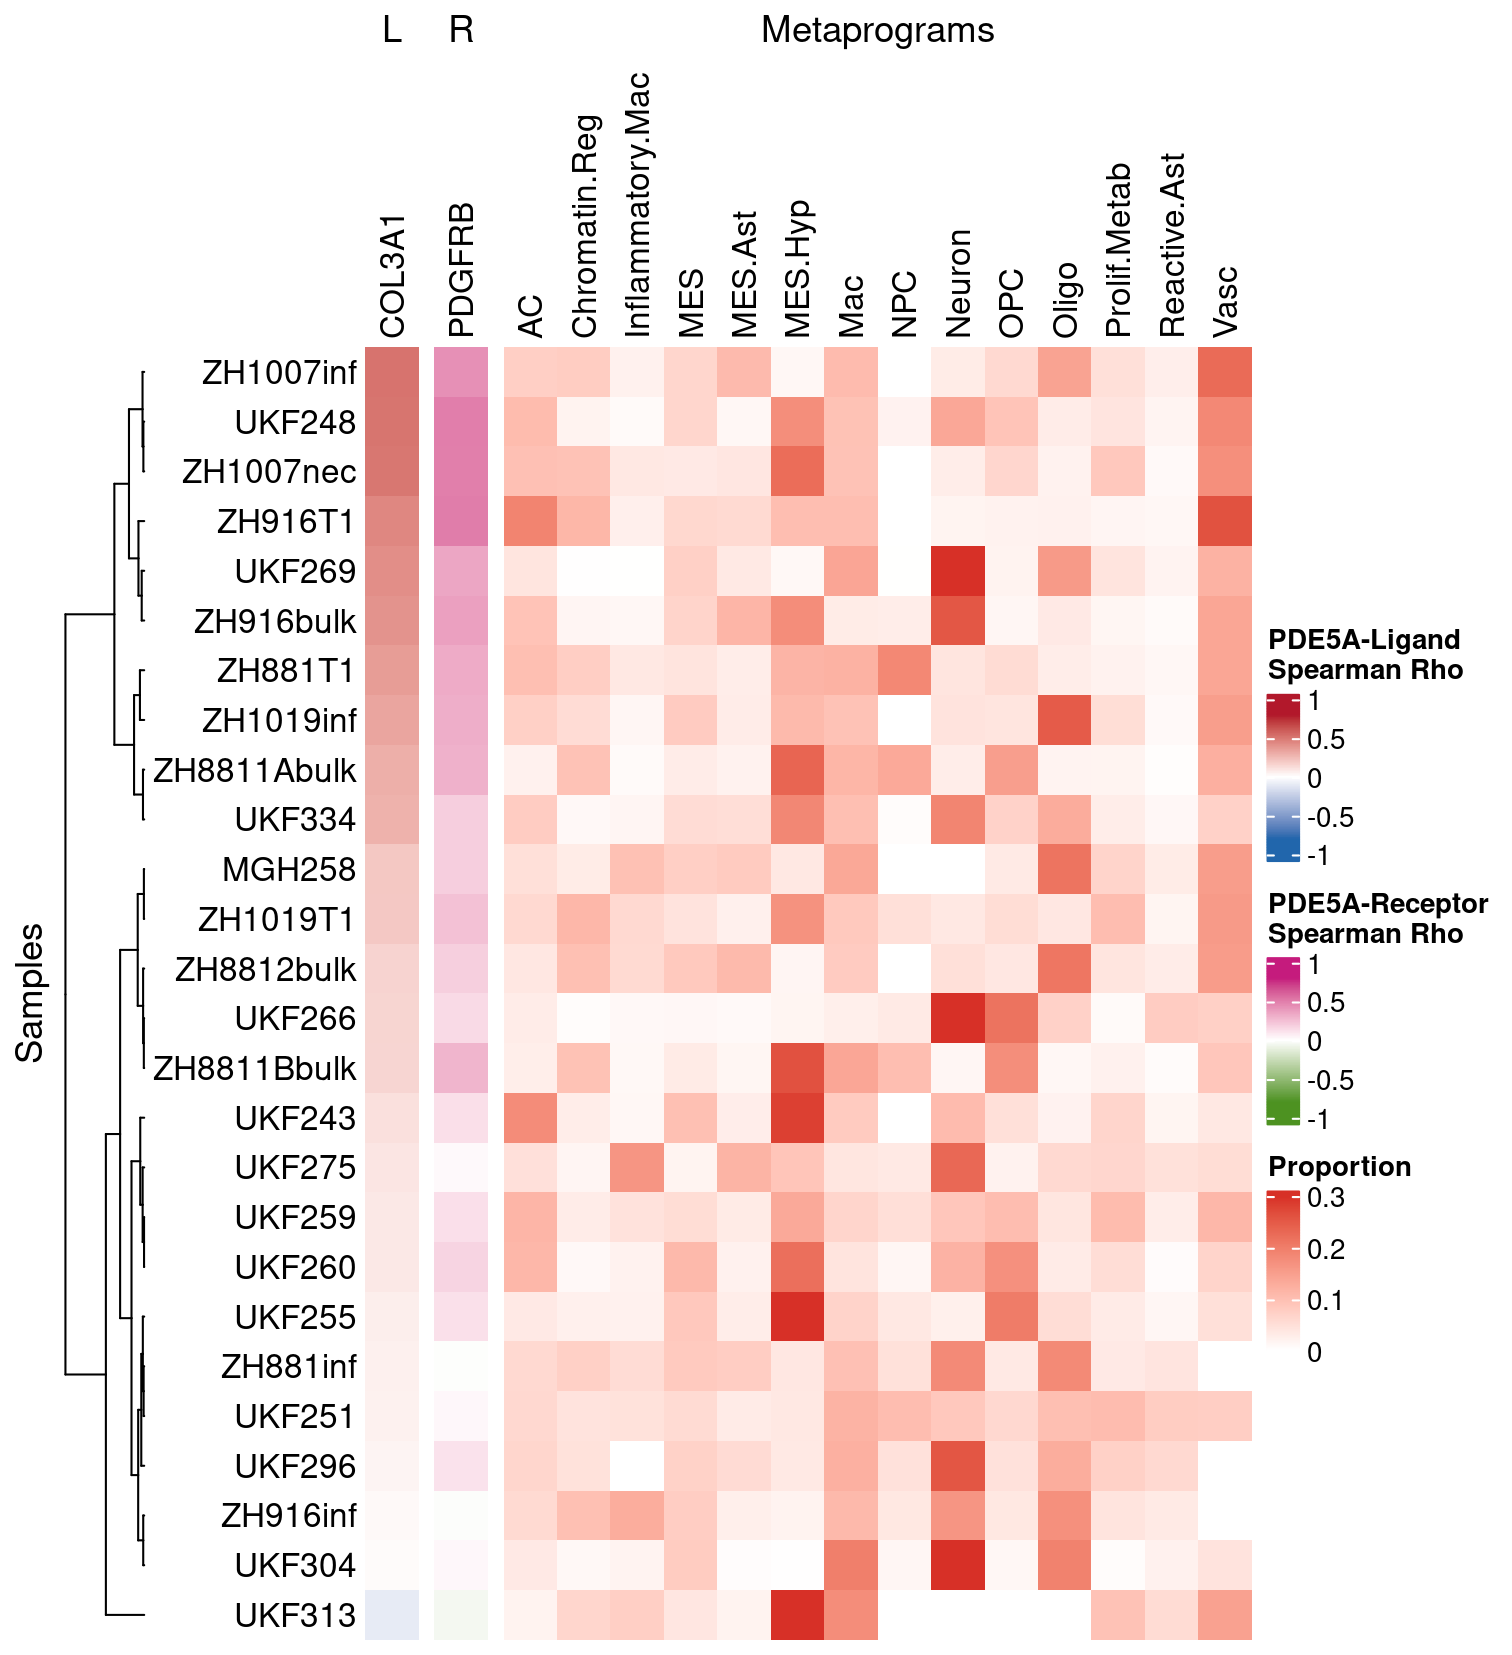 L R Metaprograms
COL3A1
PDGFRB
AC
Chromatin.Reg
Inflammatory.Mac
MES
MES.Ast
MES.Hyp
Mac
NPC
Neuron
OPC
Oligo
Prolif.Metab
Reactive.Ast
Vasc
Samples
ZH1007inf
UKF248
ZH1007nec
ZH916T1
UKF269
ZH916bulk
ZH881T1
ZH1019inf
ZH8811Abulk
UKF334
MGH258
ZH1019T1
ZH8812bulk
UKF266
ZH8811Bbulk
UKF243
UKF275
UKF259
UKF260
UKF255
ZH881inf
UKF251
UKF296
ZH916inf
UKF304
UKF313
PDE5A-Ligand
Spearman Rho
1
0.5
0
-0.5
-1
PDE5A-Receptor
Spearman Rho
1
0.5
0
-0.5
-1
Proportion
0.3
0.2
0.1
0